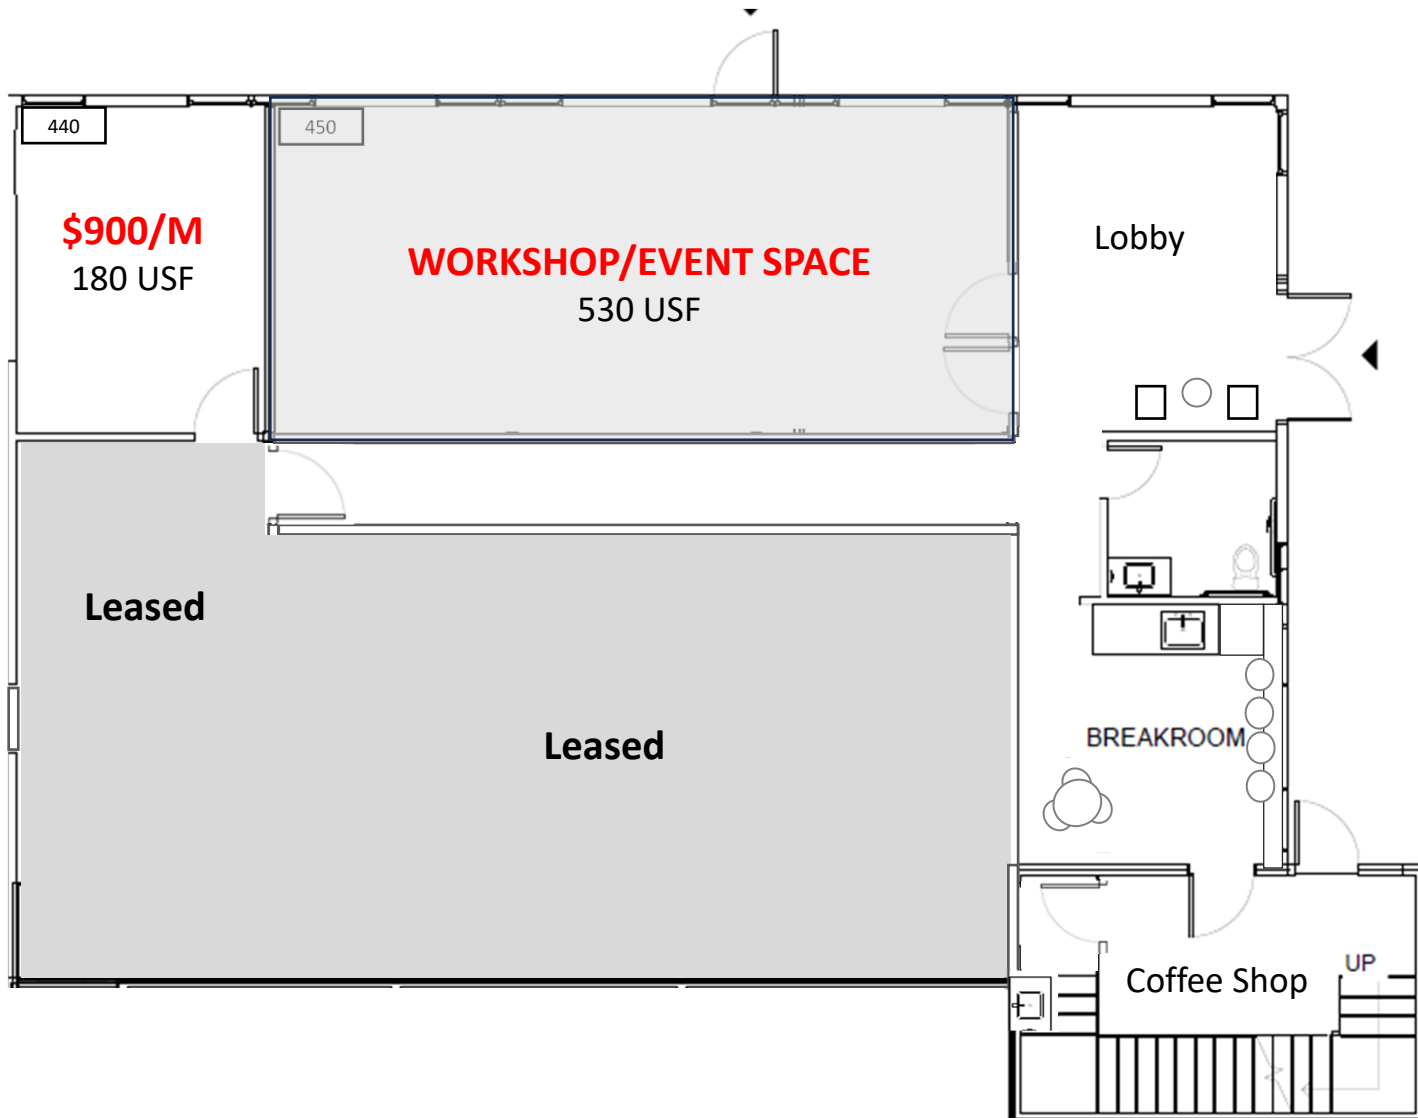 440
450
$900/M
180 USF
WORKSHOP/EVENT SPACE
530 USF
Lobby
Leased
Leased
BREAKROOM
Coffee Shop
UP